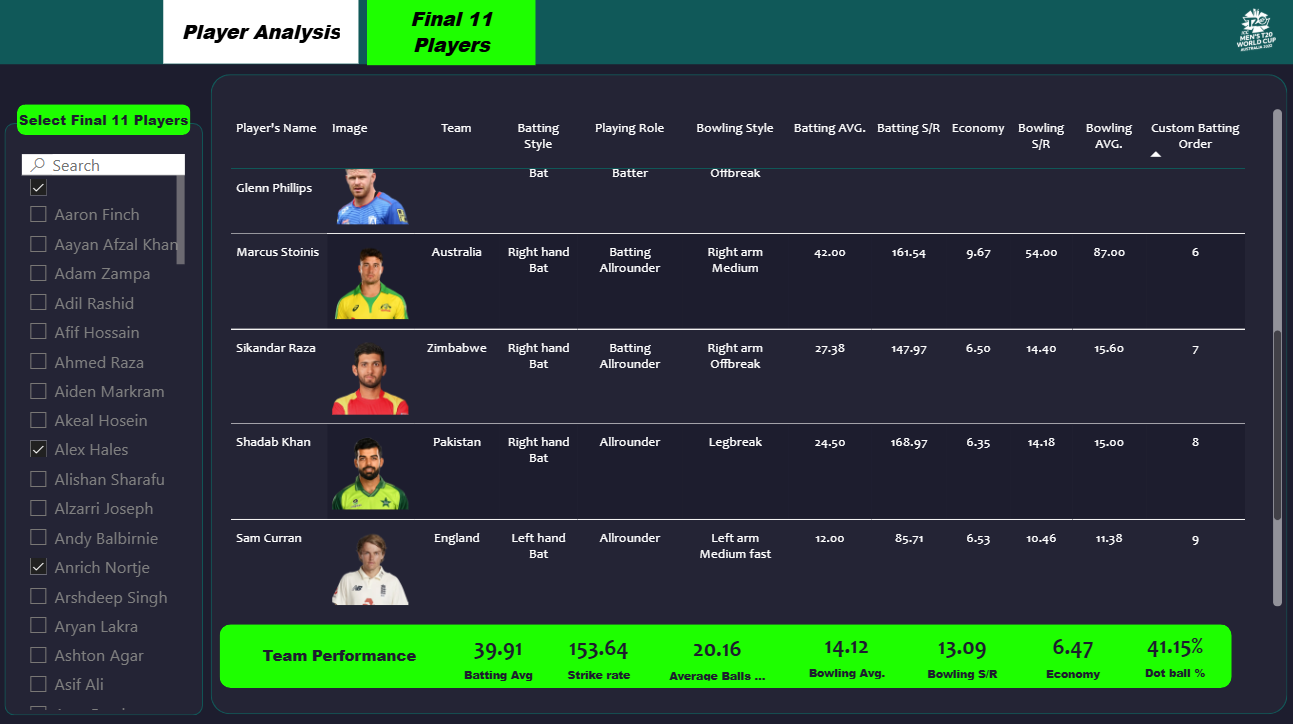 Player Analysis
Final 11
Players
T20
ICC
MEN'S T20
WORLD CUP
AUSTRALIA 2022
Select Final 11 Players
Search
Aaron Finch
Aayan Afzal Khan
Adam Zampa
Adil Rashid
Afif Hossain
Ahmed Raza
Aiden Markram
Akeal Hosein
Alex Hales
Alishan Sharafu
Alzarri Joseph
Andy Balbirnie
Anrich Nortje
Arshdeep Singh
Aryan Lakra
Ashton Agar
Asif Ali
Player's Name Image Team Batting Style Playing Role Bowling Style Batting AVG. Batting S/R Economy Bowling S/R Bowling AVG. Custom Batting Order
Glenn Phillips Bat Batter Offbreak
Marcus Stoinis Australia Right hand Bat Batting Allrounder Right arm Medium 42.00 161.54 9.67 54.00 87.00 6
Sikandar Raza Zimbabwe Right hand Bat Batting Allrounder Right arm Offbreak 27.38 147.97 6.50 14.40 15.60 7
Shadab Khan Pakistan Right hand Bat Allrounder Legbreak 24.50 168.97 6.35 14.18 15.00 8
Sam Curran England Left hand Bat Allrounder Left arm Medium fast 12.00 85.71 6.53 10.46 11.38 9
Team Performance
39.91 153.64 20.16 14.12 13.09 6.47 41.15%
Batting Avg Strike rate Average Balls ... Bowling Avg. Bowling S/R Economy Dot ball %